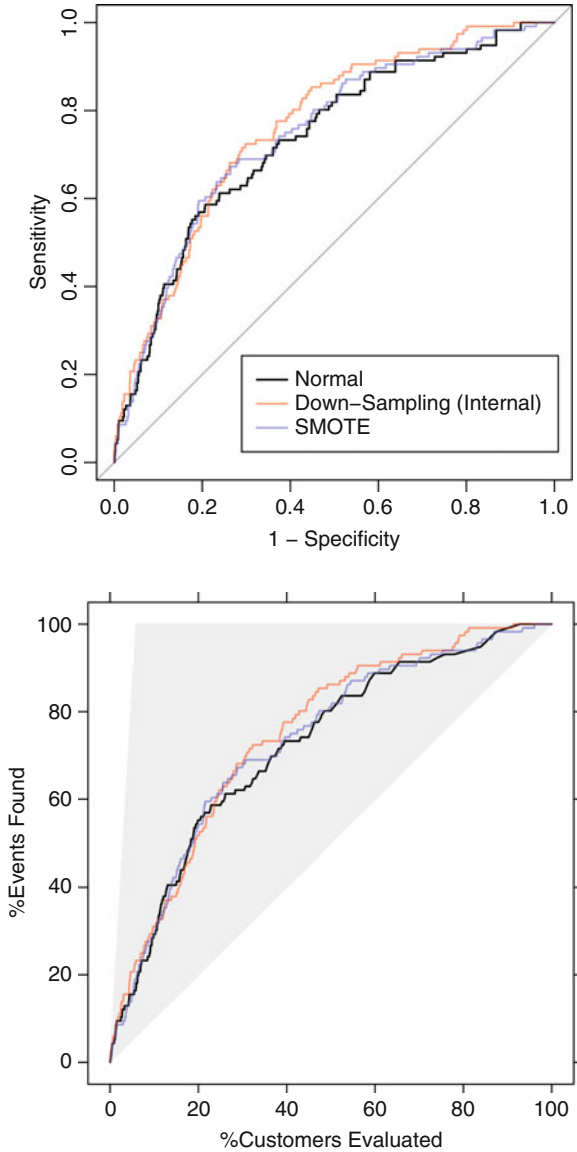 1.0
0.8
0.6
0.4
0.2
0.0
Sensitivity
Normal
Down−Sampling (Internal)
SMOTE
0.0 0.2 0.4 0.6 0.8 1.0
1 − Specificity
100
80
60
40
20
0
%Events Found
0 20 40 60 80 100
%Customers Evaluated